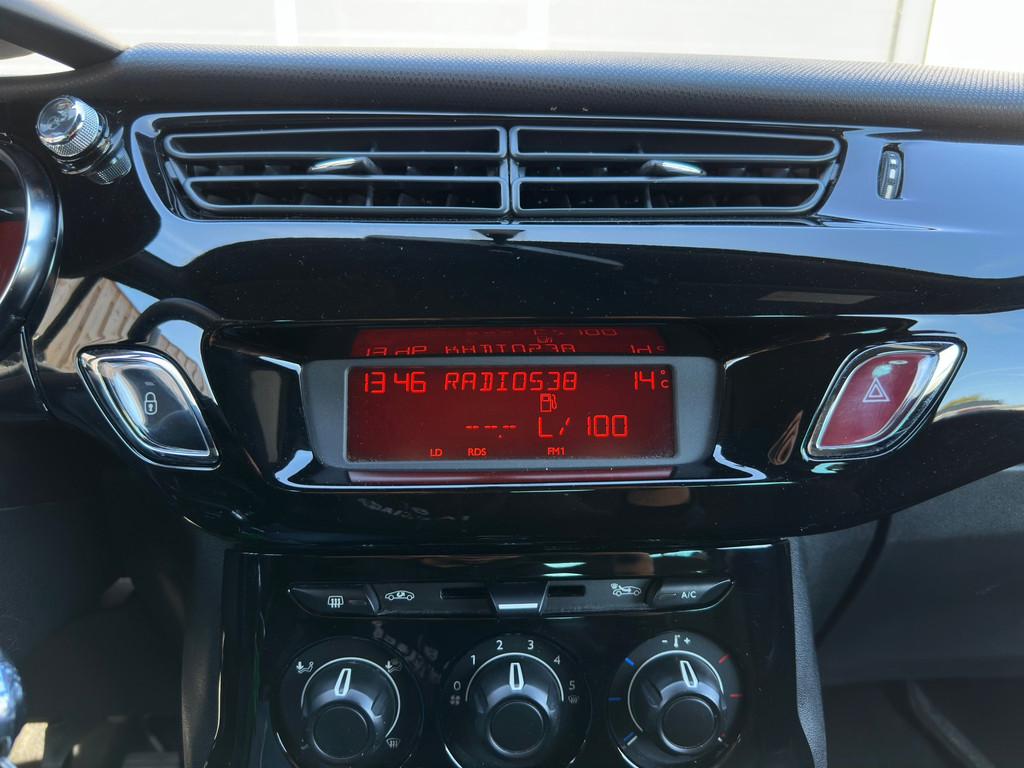 13 46 RADIO538 14°C
--.- L/100
LD RDS FM1
A/C
- +
0 1 2 3 4 5